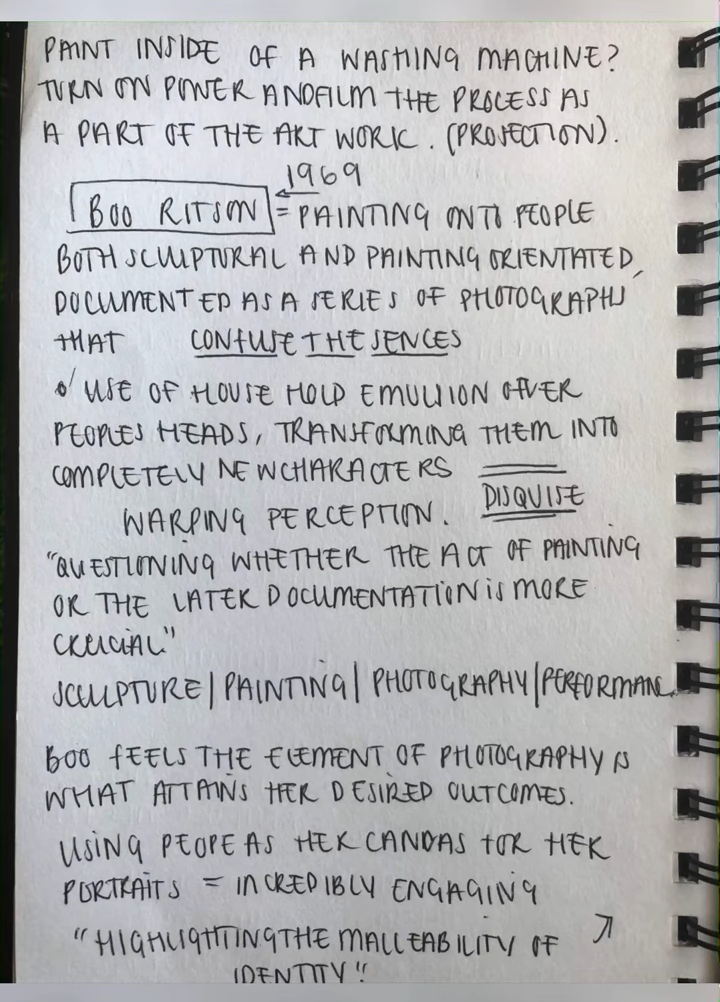 PAINT INSIDE OF A WASHING MACHINE?
TURN ON POWER AND FILM THE PROCESS AS
A PART OF THE ART WORK. (PROJECTION).
1969
BOO RITSON = PAINTING ONTO PEOPLE
BOTH SCULPTURAL AND PAINTING ORIENTATED,
DOCUMENTED AS A SERIES OF PHOTOGRAPHS
THAT CONFUSE THE SENCES
USE OF HOUSE HOLD EMULSION OVER
PEOPLES HEADS, TRANSFORMING THEM INTO
COMPLETELY NEW CHARACTERS
DISQUISE
WARPING PERCEPTION.
"QUESTIONING WHETHER THE ACT OF PAINTING
OR THE LATER DOCUMENTATION is MORE
CRUCIAL"
SCULPTURE | PAINTING | PHOTOGRAPHY | PERFORMANC
BOO FEELS THE ELEMENT OF PHOTOGRAPHY IS
WHAT ATTAINS HER DESIRED OUTCOMES.
USING PEOPE AS HER CANVAS FOR HER
PORTRAITS = INCREDIBLY ENGAGING
"HIGHLIGHTING THE MALLEABILITY OF
IDENTITY"